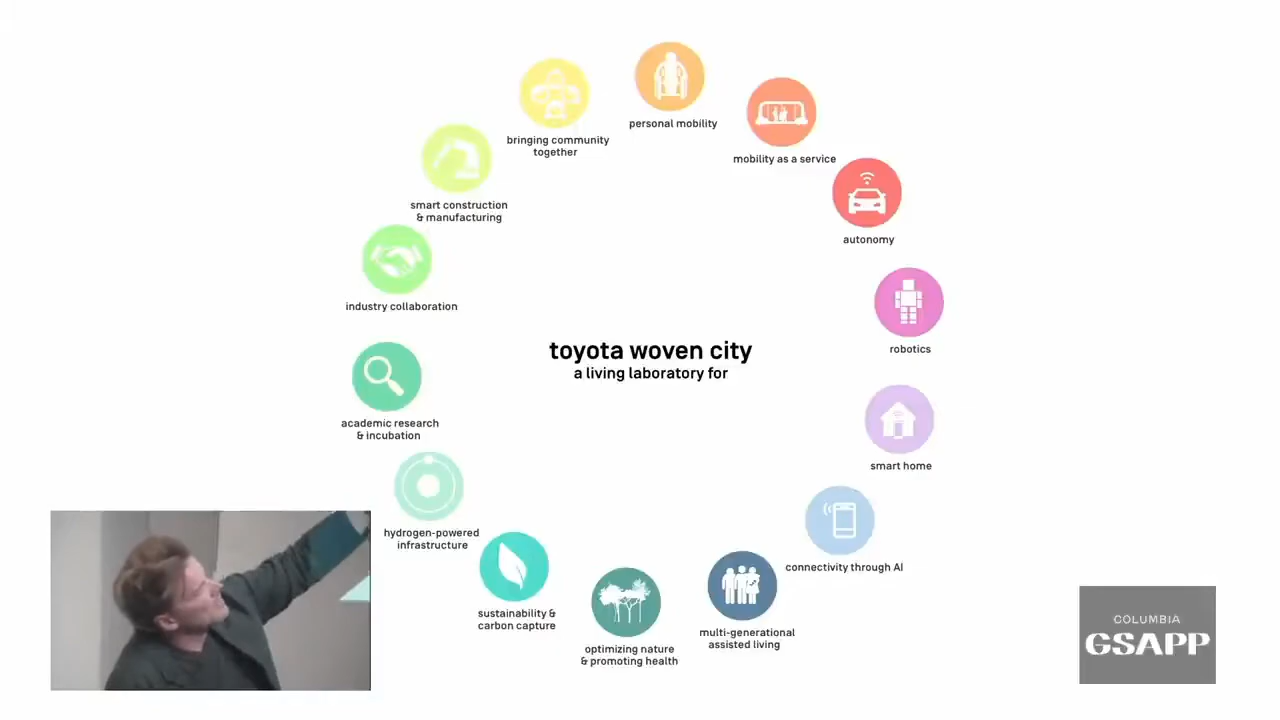 personal mobility
mobility as a service
autonomy
robotics
smart home
connectivity through AI
multi-generational
assisted living
optimizing nature
& promoting health
sustainability &
carbon capture
hydrogen-powered
infrastructure
academic research
& incubation
industry collaboration
smart construction
& manufacturing
bringing community
together
toyota woven city
a living laboratory for
COLUMBIA
GSAPP